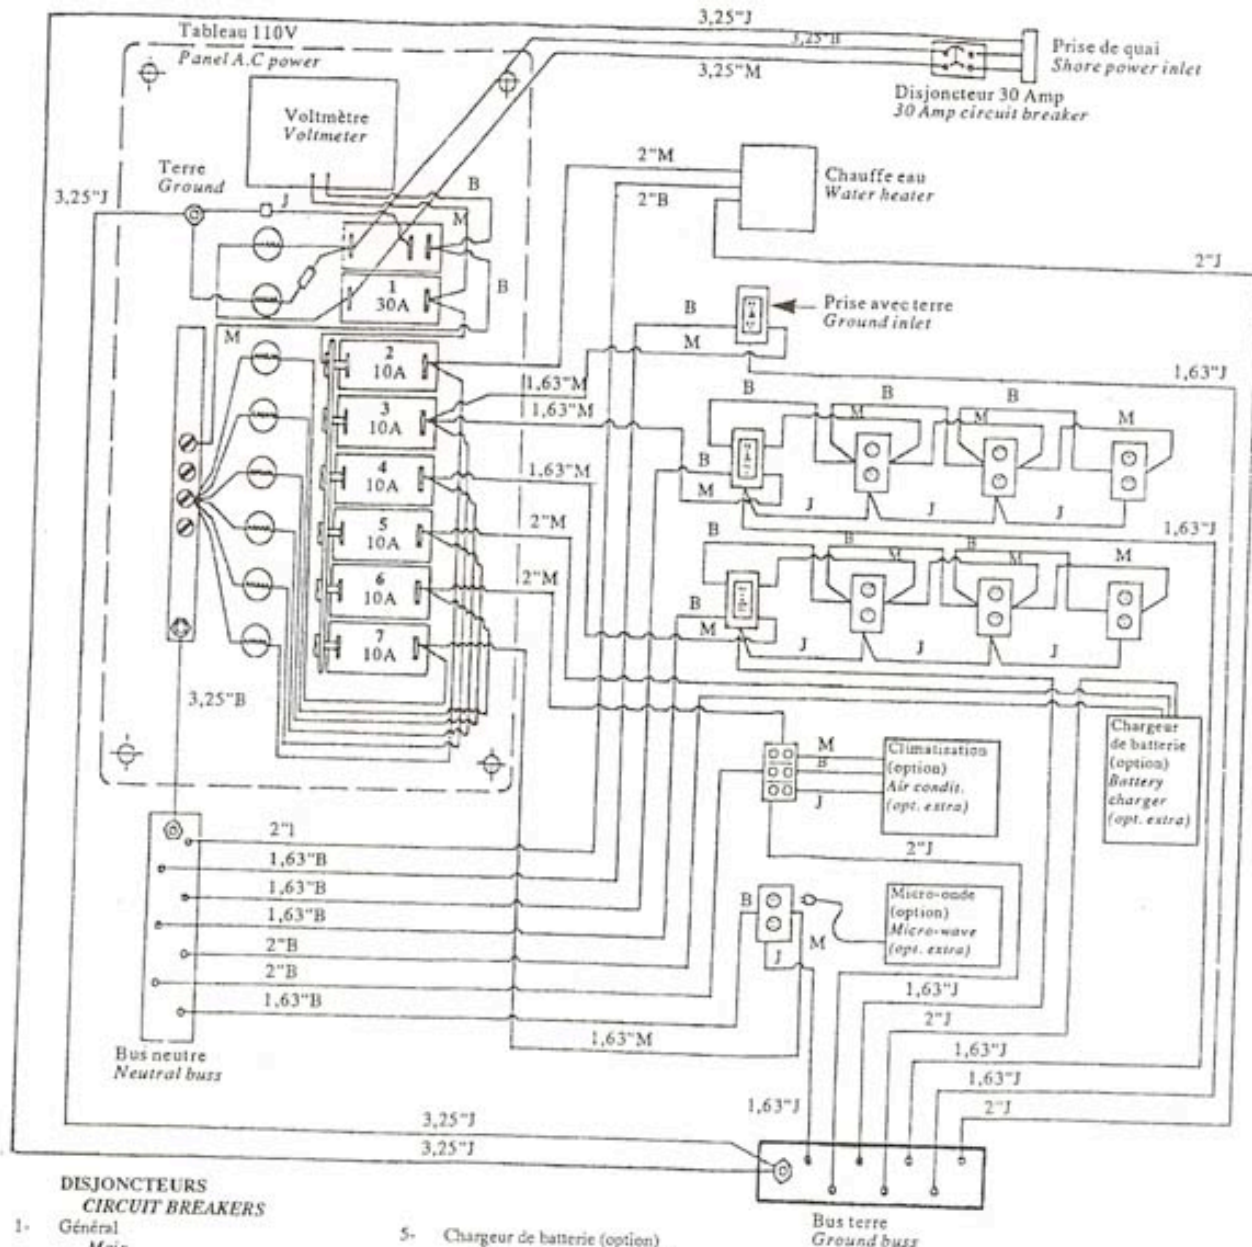 3,25"J
Tableau 110V
Panel A.C power
3,25"B
3,25"M
Prise de quai
Shore power inlet
Disjoncteur 30 Amp
30 Amp circuit breaker
Voltmètre
Voltmeter
Terre
Ground
3,25"J
J
B
M
2"M
2"B
Chauffe eau
Water heater
2"J
1
30A
B
Prise avec terre
Ground inlet
B
M
M
2
10A
1,63"J
1,63"M
1,63"M
3
10A
B
M
B
M
B
M
B
M
4
10A
1,63"M
J
J
J
1,63"J
5
10A
2"M
B
M
B
M
M
6
10A
2"M
B
M
J
J
J
7
10A
3,25"B
Climatisation
(option)
Air condit.
(opt. extra)
M
B
J
Chargeur
de batterie
(option)
Battery
charger
(opt. extra)
2"J
2"1
1,63"B
1,63"B
1,63"B
2"B
2"B
1,63"B
B
M
J
Micro-onde
(option)
Micro-wave
(opt. extra)
1,63"J
2"J
1,63"M
1,63"J
1,63"J
2"J
1,63"J
Bus neutre
Neutral buss
3,25"J
3,25"J
Bus terre
Ground buss
DISJONCTEURS
CIRCUIT BREAKERS
1- Général
Main
5- Chargeur de batterie (option)